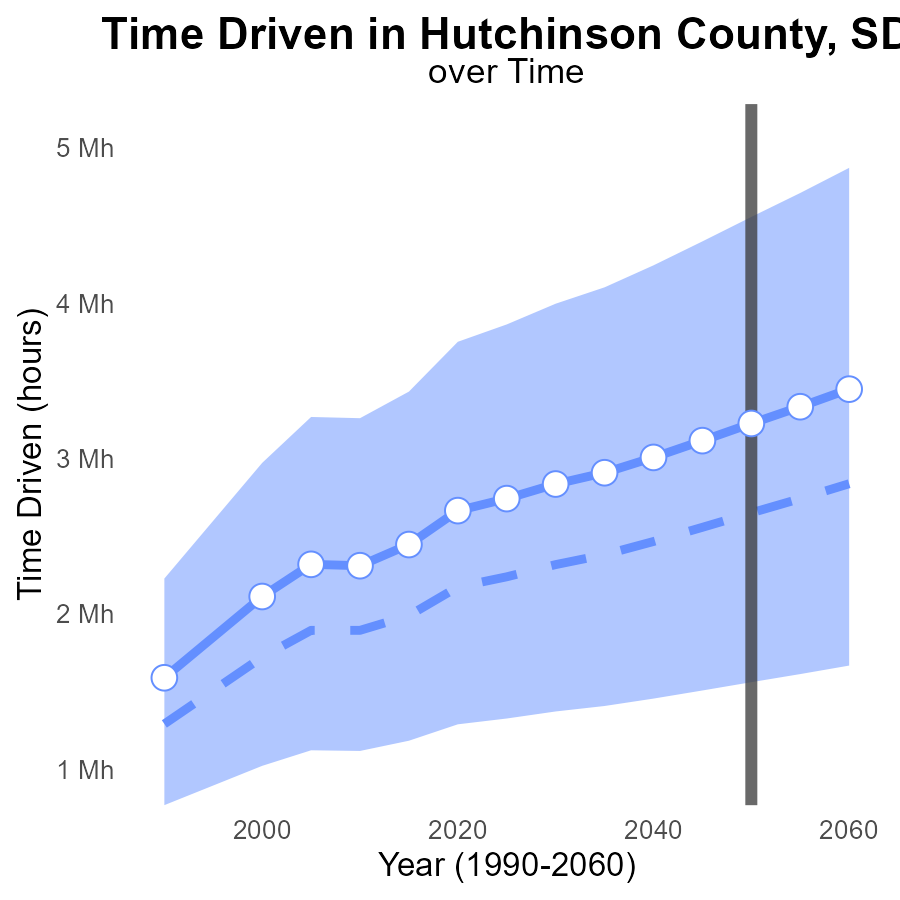 Time Driven in Hutchinson County, SD
over Time
5 Mh
4 Mh
3 Mh
2 Mh
1 Mh
Time Driven (hours)
2000 2020 2040 2060
Year (1990-2060)